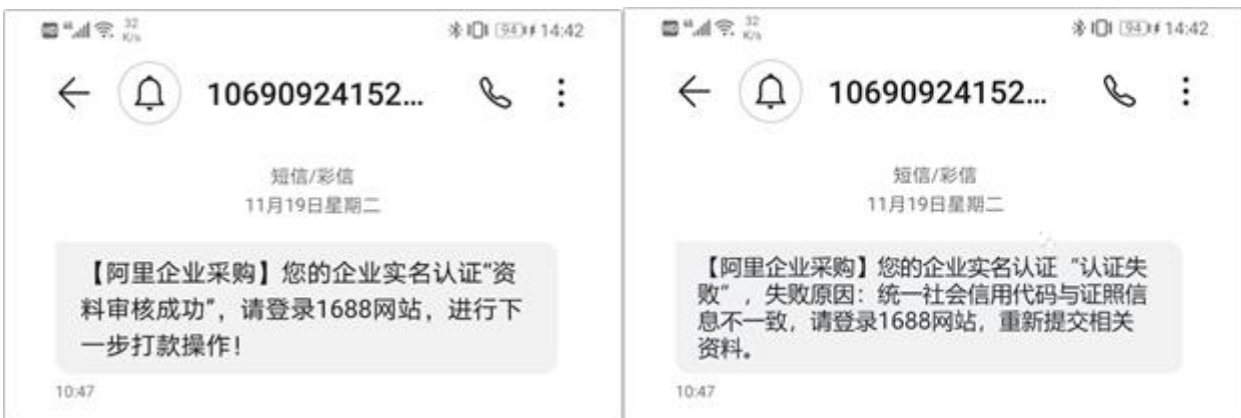 32
K/s
94
14:42
10690924152...
短信/彩信
11月19日星期二
【阿里企业采购】您的企业实名认证“资
料审核成功”，请登录1688网站，进行下
一步打款操作！
10:47
32
K/s
94
14:42
10690924152...
短信/彩信
11月19日星期二
【阿里企业采购】您的企业实名认证“认证失
败”，失败原因：统一社会信用代码与证照信
息不一致，请登录1688网站，重新提交相关
资料。
10:47